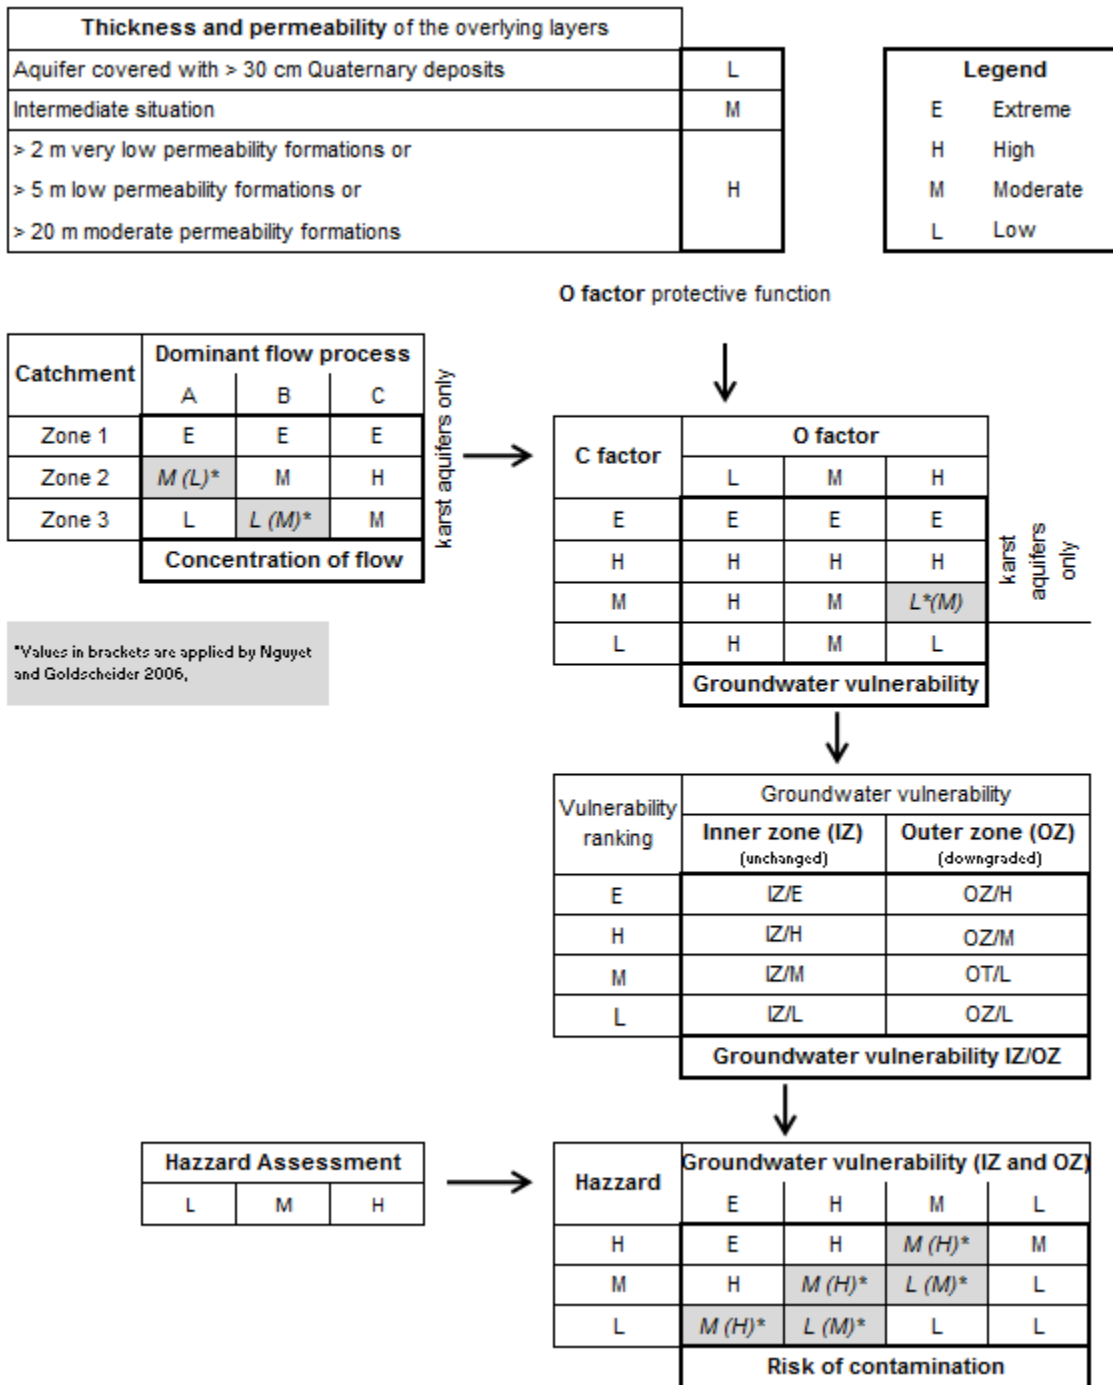 Thickness and permeability of the overlying layers
Aquifer covered with > 30 cm Quaternary deposits L
Intermediate situation M
> 2 m very low permeability formations or
> 5 m low permeability formations or H
> 20 m moderate permeability formations
Legend
E Extreme
H High
M Moderate
L Low
O factor protective function
Catchment Dominant flow process
A B C
Zone 1 E E E
Zone 2 M (L)* M H
Zone 3 L L (M)* M
Concentration of flow
karst aquifers only
*Values in brackets are applied by Nguyet
and Goldscheider 2006,
C factor O factor
L M H
E E E E
H H H H
M H M L*(M)
L H M L
Groundwater vulnerability
karst
aquifers
only
Vulnerability
ranking
Groundwater vulnerability
Inner zone (IZ) Outer zone (OZ)
(unchanged) (downgraded)
E IZ/E OZ/H
H IZ/H OZ/M
M IZ/M OT/L
L IZ/L OZ/L
Groundwater vulnerability IZ/OZ
Hazzard Assessment
L M H
Hazzard Groundwater vulnerability (IZ and OZ)
E H M L
H E H M (H)* M
M H M (H)* L (M)* L
L M (H)* L (M)* L L
Risk of contamination